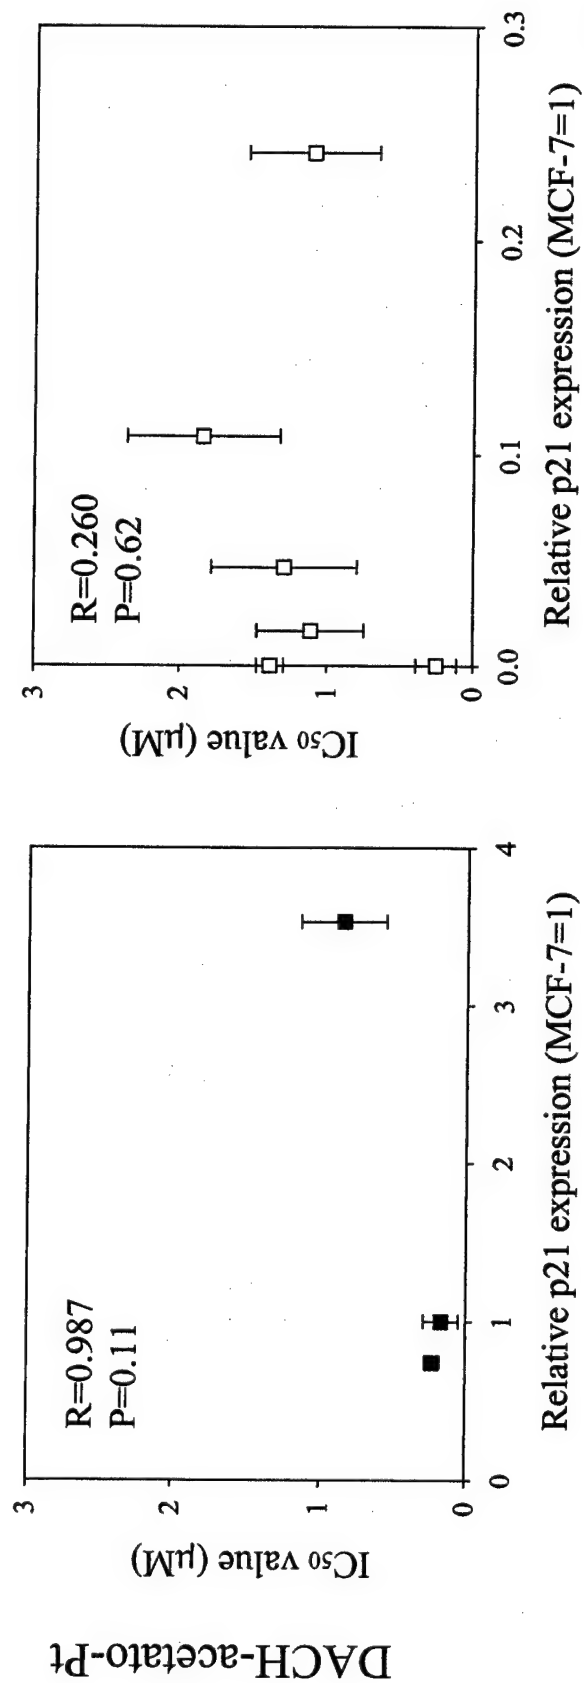 DACH-acetato-Pt
IC50 value (µM)
3
2
1
0
R=0.987
P=0.11
0
1
2
3
4
Relative p21 expression (MCF-7=1)
IC50 value (µM)
3
2
1
0
R=0.260
P=0.62
0.0
0.1
0.2
0.3
Relative p21 expression (MCF-7=1)